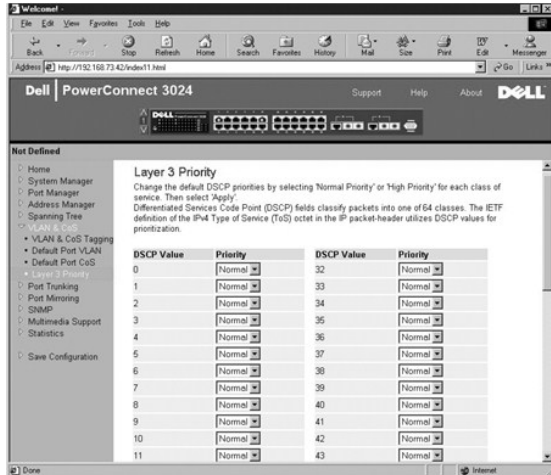 Welcome! -
File Edit View Favorites Tools Help
Back Forward Stop Refresh Home Search Favorites History Mail Size Print Edit Messenger
Address http://192.168.73.42/index11.html Go Links »
Dell | PowerConnect 3024
Support Help About DELL
DELL
Not Defined
Home
System Manager
Port Manager
Address Manager
Spanning Tree
VLAN & CoS
VLAN & CoS Tagging
Default Port VLAN
Default Port CoS
Layer 3 Priority
Port Trunking
Port Mirroring
SNMP
Multimedia Support
Statistics
Save Configuration
Layer 3 Priority
Change the default DSCP priorities by selecting 'Normal Priority' or 'High Priority' for each class of
service. Then select 'Apply'.
Differentiated Services Code Point (DSCP) fields classify packets into one of 64 classes. The IETF
definition of the IPv4 Type of Service (ToS) octet in the IP packet-header utilizes DSCP values for
prioritization.
DSCP Value Priority DSCP Value Priority
0 Normal 32 Normal
1 Normal 33 Normal
2 Normal 34 Normal
3 Normal 35 Normal
4 Normal 36 Normal
5 Normal 37 Normal
6 Normal 38 Normal
7 Normal 39 Normal
8 Normal 40 Normal
9 Normal 41 Normal
10 Normal 42 Normal
11 Normal 43 Normal
Done Internet